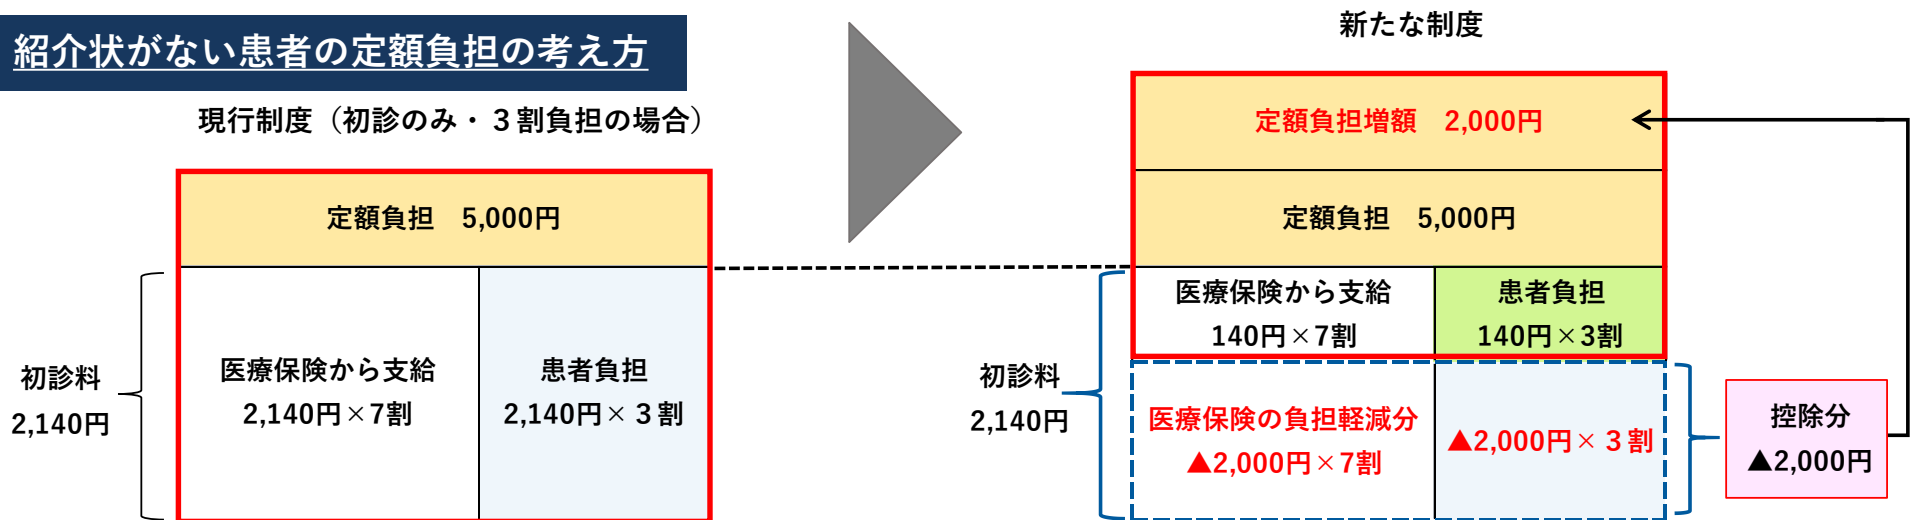 紹介状がない患者の定額負担の考え方
現行制度（初診のみ・３割負担の場合）
定額負担　5,000円
初診料
2,140円
医療保険から支給
2,140円×7割
患者負担
2,140円×３割
新たな制度
定額負担増額　2,000円
定額負担　5,000円
医療保険から支給
140円×7割
患者負担
140円×3割
初診料
2,140円
医療保険の負担軽減分
▲2,000円×7割
▲2,000円×３割
控除分
▲2,000円